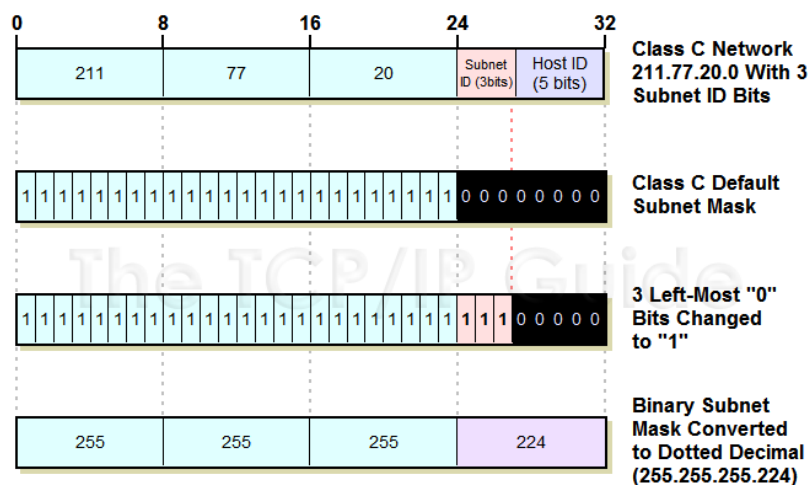 0 8 16 24 32
211 77 20 Subnet ID (3bits) Host ID (5 bits)
Class C Network
211.77.20.0 With 3
Subnet ID Bits
1 1 1 1 1 1 1 1 1 1 1 1 1 1 1 1 1 1 1 1 1 1 1 1 0 0 0 0 0 0 0 0
Class C Default
Subnet Mask
The TCP/IP Guide
1 1 1 1 1 1 1 1 1 1 1 1 1 1 1 1 1 1 1 1 1 1 1 1 1 1 1 0 0 0 0 0
3 Left-Most "0"
Bits Changed
to "1"
255 255 255 224
Binary Subnet
Mask Converted
to Dotted Decimal
(255.255.255.224)